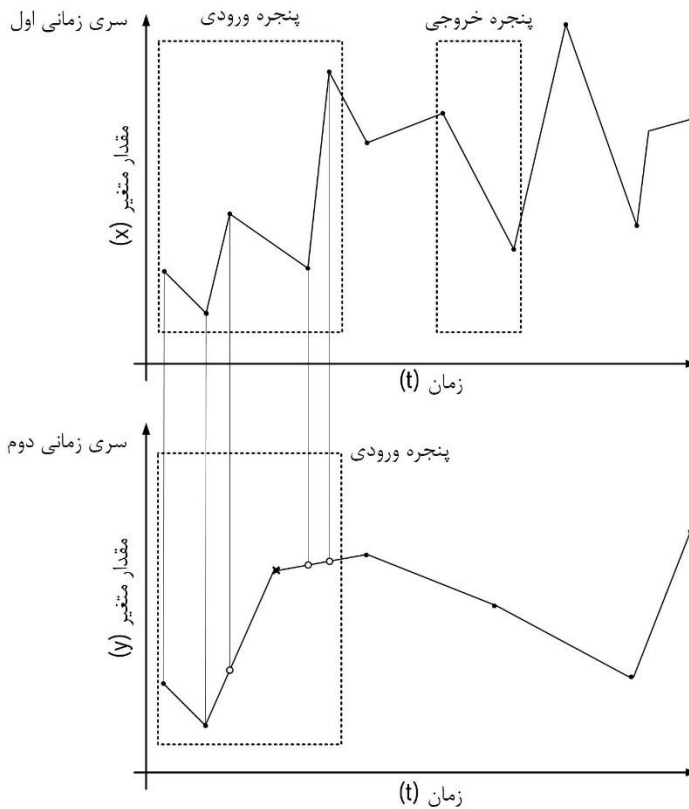 سری زمانی اول
پنجره ورودی
پنجره خروجی
مقدار متغیر (x)
زمان (t)
سری زمانی دوم
پنجره ورودی
مقدار متغیر (y)
زمان (t)